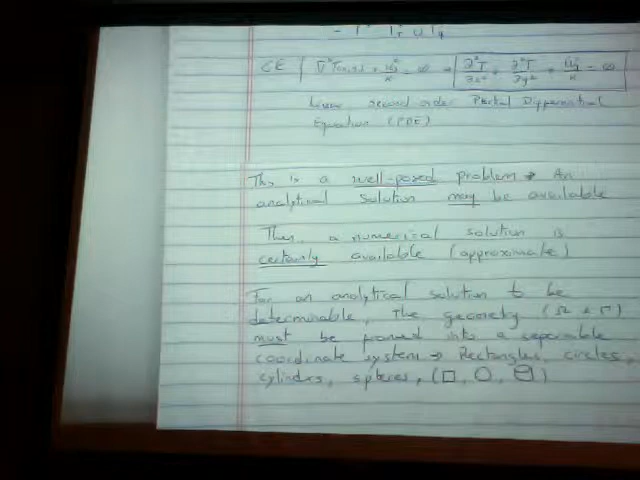 CE ∇²T(x,y) + u‴/k = 0 → ∂²T/∂x² + ∂²T/∂y² + u‴/k = 0
Linear second order Partial Differential
Equation (PDE)
This is a well-posed problem → An
analytical solution may be available
Then, a numerical solution is
certainly available (approximate)
For an analytical solution to be
determinable, The geometry (Ω + Γ)
must be parsed into a separable
coordinate system → Rectangles, circles,
cylinders, spheres, (□, ○, )